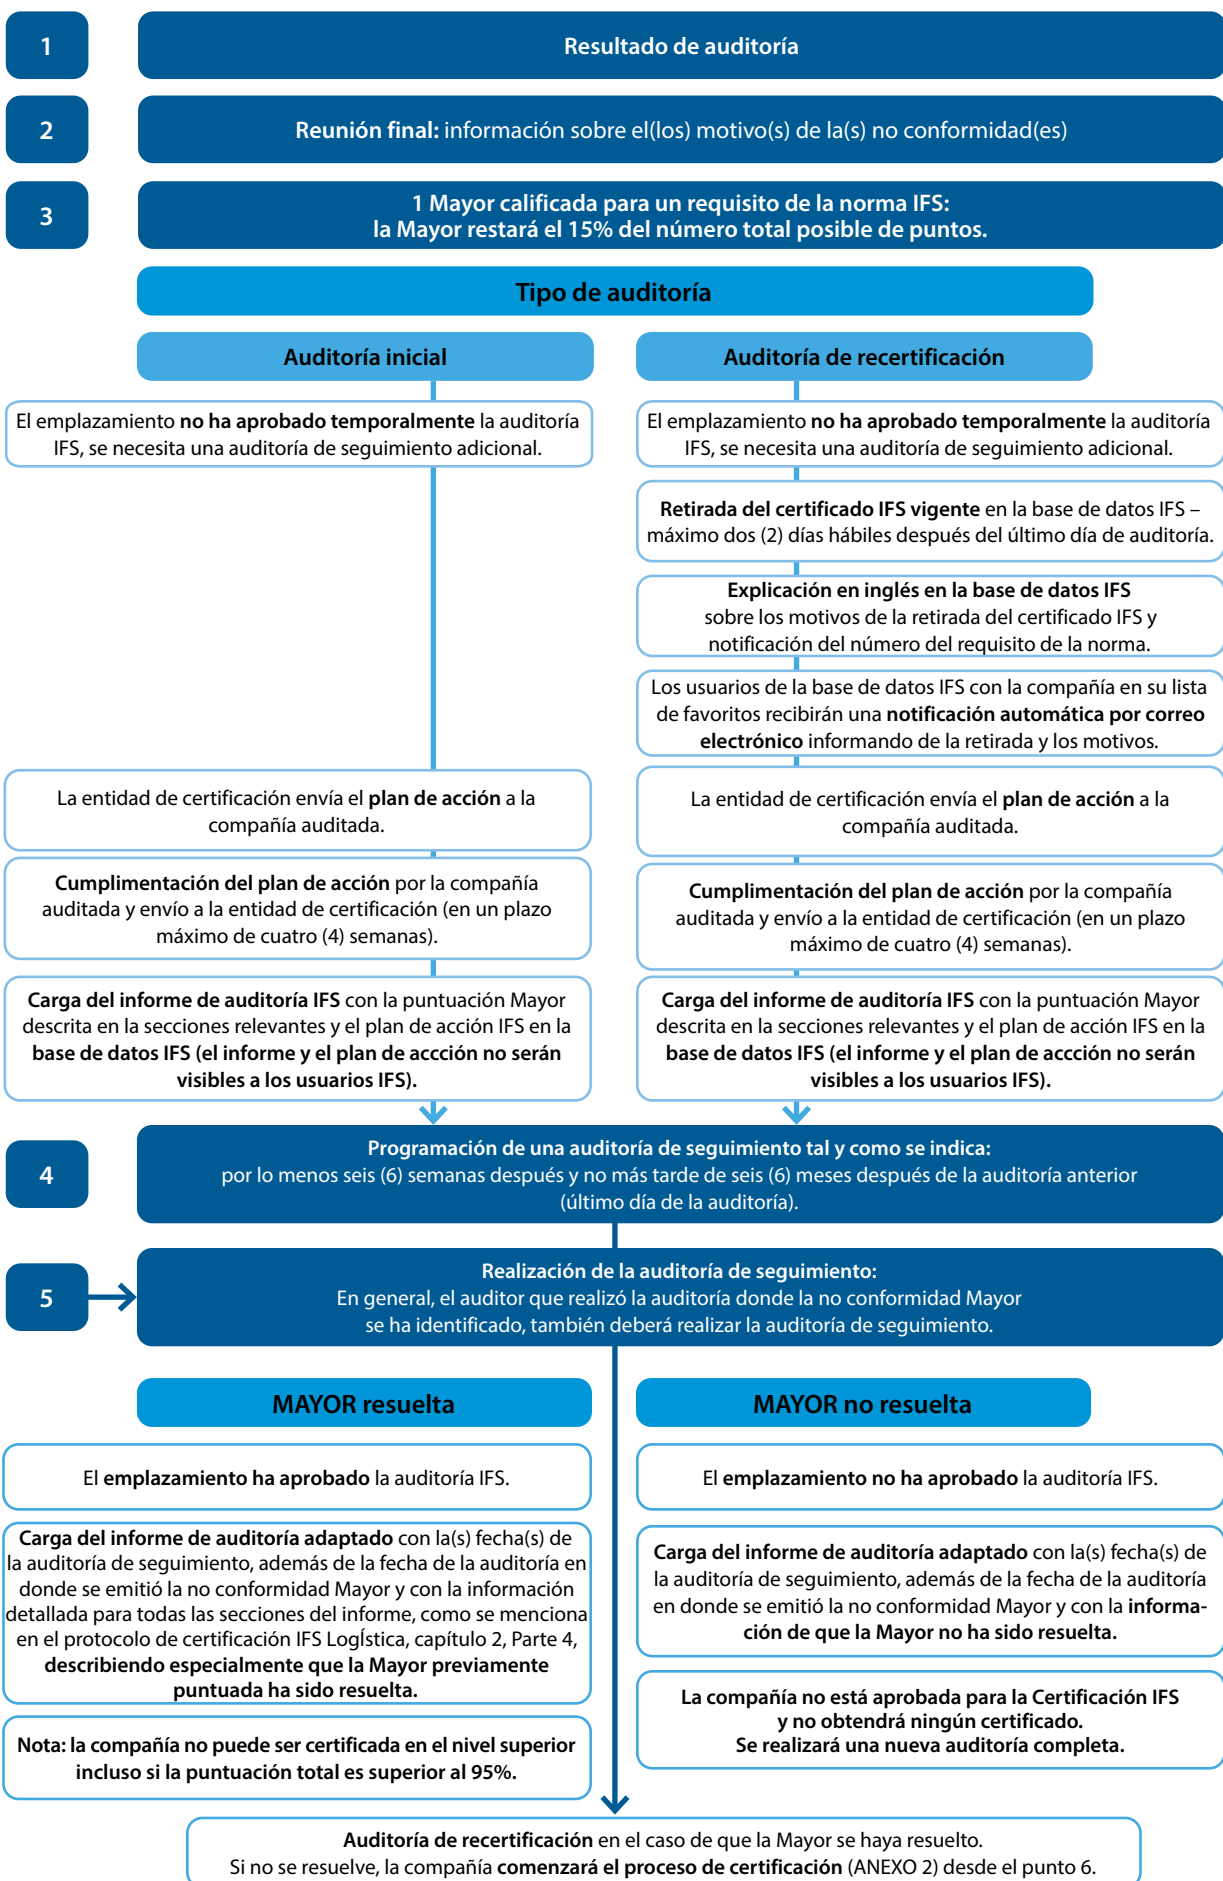 1
Resultado de auditoría
2
Reunión final: información sobre el(los) motivo(s) de la(s) no conformidad(es)
3
1 Mayor calificada para un requisito de la norma IFS:
la Mayor restará el 15% del número total posible de puntos.
Tipo de auditoría
Auditoría inicial
El emplazamiento no ha aprobado temporalmente la auditoría
IFS, se necesita una auditoría de seguimiento adicional.
La entidad de certificación envía el plan de acción a la
compañía auditada.
Cumplimentación del plan de acción por la compañía
auditada y envío a la entidad de certificación (en un plazo
máximo de cuatro (4) semanas).
Carga del informe de auditoría IFS con la puntuación Mayor
descrita en la secciones relevantes y el plan de acción IFS en la
base de datos IFS (el informe y el plan de accción no serán
visibles a los usuarios IFS).
Auditoría de recertificación
El emplazamiento no ha aprobado temporalmente la auditoría
IFS, se necesita una auditoría de seguimiento adicional.
Retirada del certificado IFS vigente en la base de datos IFS –
máximo dos (2) días hábiles después del último día de auditoría.
Explicación en inglés en la base de datos IFS
sobre los motivos de la retirada del certificado IFS y
notificación del número del requisito de la norma.
Los usuarios de la base de datos IFS con la compañía en su lista
de favoritos recibirán una notificación automática por correo
electrónico informando de la retirada y los motivos.
La entidad de certificación envía el plan de acción a la
compañía auditada.
Cumplimentación del plan de acción por la compañía
auditada y envío a la entidad de certificación (en un plazo
máximo de cuatro (4) semanas).
Carga del informe de auditoría IFS con la puntuación Mayor
descrita en la secciones relevantes y el plan de acción IFS en la
base de datos IFS (el informe y el plan de accción no serán
visibles a los usuarios IFS).
4
Programación de una auditoría de seguimiento tal y como se indica:
por lo menos seis (6) semanas después y no más tarde de seis (6) meses después de la auditoría anterior
(último día de la auditoría).
5
Realización de la auditoría de seguimiento:
En general, el auditor que realizó la auditoría donde la no conformidad Mayor
se ha identificado, también deberá realizar la auditoría de seguimiento.
MAYOR resuelta
El emplazamiento ha aprobado la auditoría IFS.
Carga del informe de auditoría adaptado con la(s) fecha(s) de
la auditoría de seguimiento, además de la fecha de la auditoría en
donde se emitió la no conformidad Mayor y con la información
detallada para todas las secciones del informe, como se menciona
en el protocolo de certificación IFS LogÍstica, capítulo 2, Parte 4,
describiendo especialmente que la Mayor previamente
puntuada ha sido resuelta.
Nota: la compañía no puede ser certificada en el nivel superior
incluso si la puntuación total es superior al 95%.
MAYOR no resuelta
El emplazamiento no ha aprobado la auditoría IFS.
Carga del informe de auditoría adaptado con la(s) fecha(s) de
la auditoría de seguimiento, además de la fecha de la auditoría
en donde se emitió la no conformidad Mayor y con la informa-
ción de que la Mayor no ha sido resuelta.
La compañía no está aprobada para la Certificación IFS
y no obtendrá ningún certificado.
Se realizará una nueva auditoría completa.
Auditoría de recertificación en el caso de que la Mayor se haya resuelto.
Si no se resuelve, la compañía comenzará el proceso de certificación (ANEXO 2) desde el punto 6.